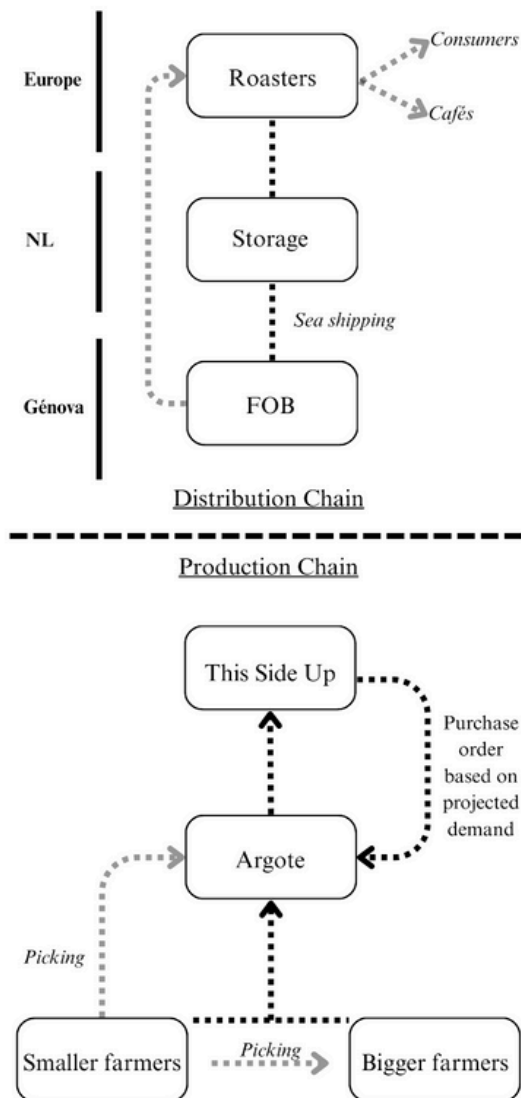 Consumers
Europe
Roasters
Cafés
NL
Storage
Sea shipping
Génova
FOB
Distribution Chain
Production Chain
This Side Up
Purchase
order
based on
projected
demand
Argote
Picking
Smaller farmers
Picking
Bigger farmers